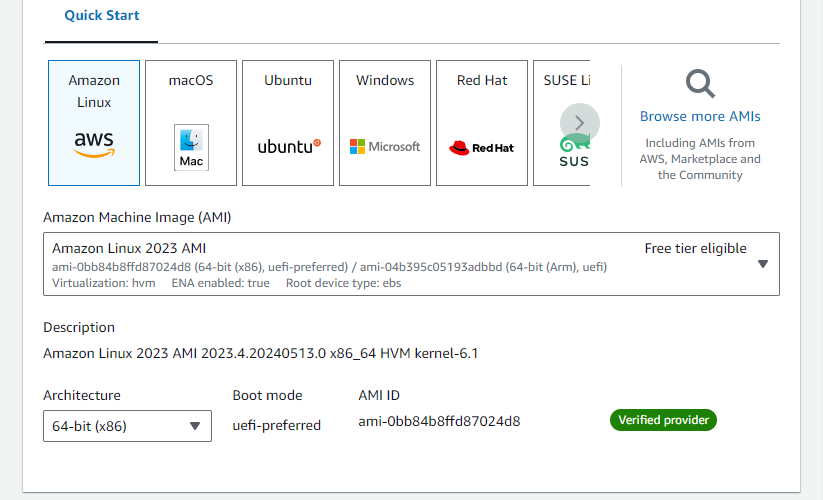 Quick Start
Amazon
Linux
aws
macOS
Mac
Ubuntu
ubuntu
Windows
Microsoft
Red Hat
Red Hat
SUSE Li
SUS
Browse more AMIs
Including AMIs from
AWS, Marketplace and
the Community
Amazon Machine Image (AMI)
Amazon Linux 2023 AMI
Free tier eligible
ami-0bb84b8ffd87024d8 (64-bit (x86), uefi-preferred) / ami-04b395c05193adbbd (64-bit (Arm), uefi)
Virtualization: hvm ENA enabled: true Root device type: ebs
Description
Amazon Linux 2023 AMI 2023.4.20240513.0 x86_64 HVM kernel-6.1
Architecture Boot mode AMI ID
64-bit (x86) uefi-preferred ami-0bb84b8ffd87024d8 Verified provider